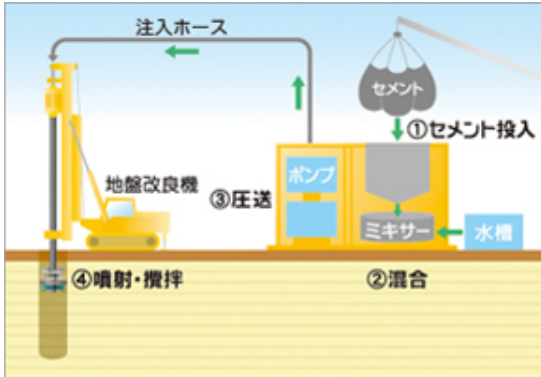 注入ホース
セメント
①セメント投入
ポンプ
地盤改良機
③圧送
ミキサー
水槽
④噴射・攪拌
②混合